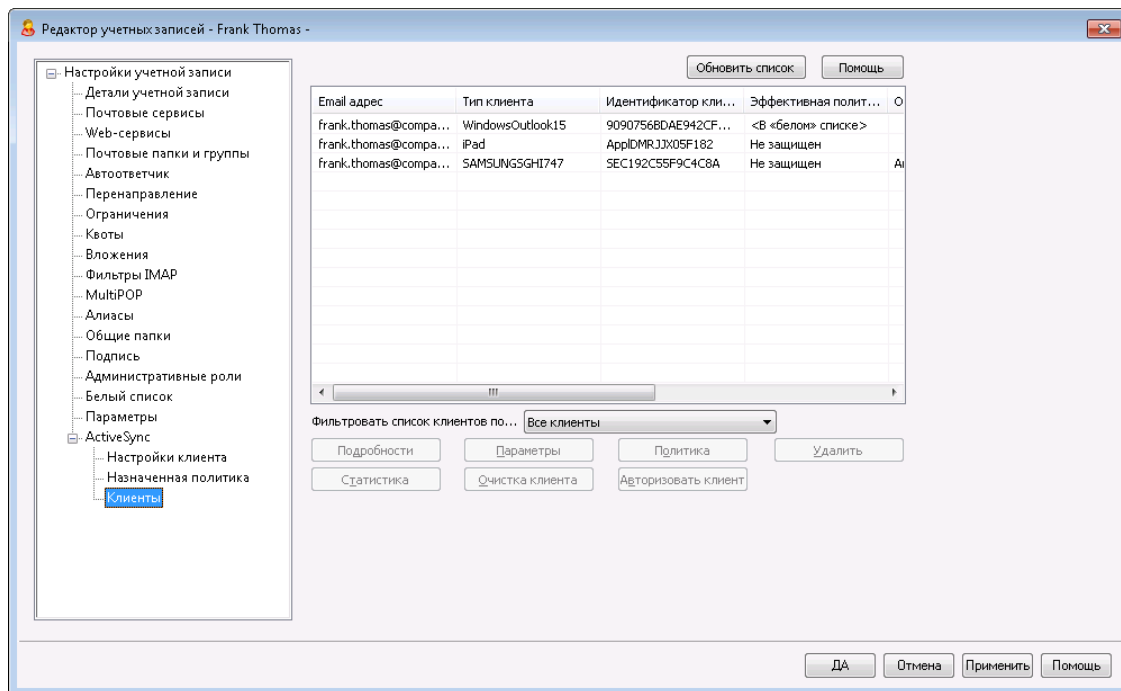 Редактор учетных записей - Frank Thomas -
Настройки учетной записи
Детали учетной записи
Почтовые сервисы
Web-сервисы
Почтовые папки и группы
Автоответчик
Перенаправление
Ограничения
Квоты
Вложения
Фильтры IMAP
MultiPOP
Алиасы
Общие папки
Подпись
Административные роли
Белый список
Параметры
ActiveSync
Настройки клиента
Назначенная политика
Клиенты
Обновить список Помощь
Email адрес Тип клиента Идентификатор кли... Эффективная полит... О
frank.thomas@compa... WindowsOutlook15 9090756BDAE942CF... <В «белом» списке>
frank.thomas@compa... iPad ApplDMRJJX05F182 Не защищен
frank.thomas@compa... SAMSUNGSGHI747 SEC192C55F9C4C8A Не защищен
Фильтровать список клиентов по... Все клиенты
Подробности Параметры Политика Удалить
Статистика Очистка клиента Авторизовать клиент
ДА Отмена Применить Помощь